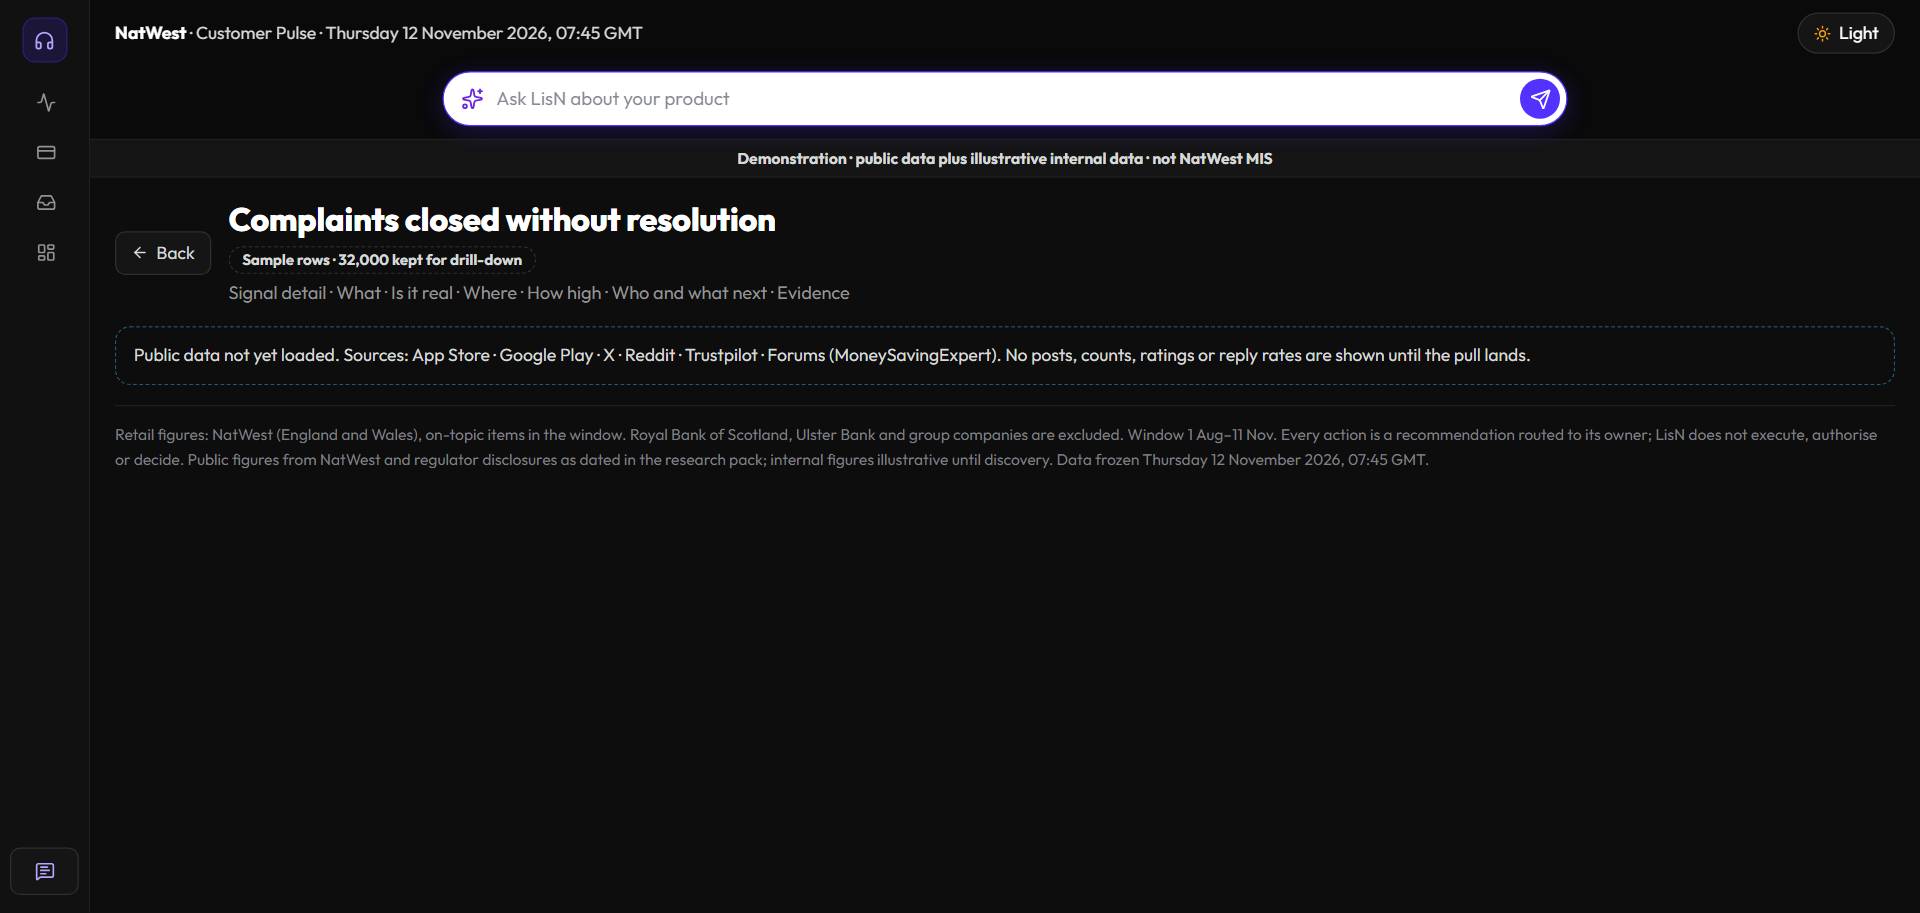 NatWest · Customer Pulse · Thursday 12 November 2026, 07:45 GMT
Light
Ask LisN about your product
Demonstration · public data plus illustrative internal data · not NatWest MIS
Back
Complaints closed without resolution
Sample rows · 32,000 kept for drill-down
Signal detail · What · Is it real · Where · How high · Who and what next · Evidence
Public data not yet loaded. Sources: App Store · Google Play · X · Reddit · Trustpilot · Forums (MoneySavingExpert). No posts, counts, ratings or reply rates are shown until the pull lands.
Retail figures: NatWest (England and Wales), on-topic items in the window. Royal Bank of Scotland, Ulster Bank and group companies are excluded. Window 1 Aug–11 Nov. Every action is a recommendation routed to its owner; LisN does not execute, authorise
or decide. Public figures from NatWest and regulator disclosures as dated in the research pack; internal figures illustrative until discovery. Data frozen Thursday 12 November 2026, 07:45 GMT.